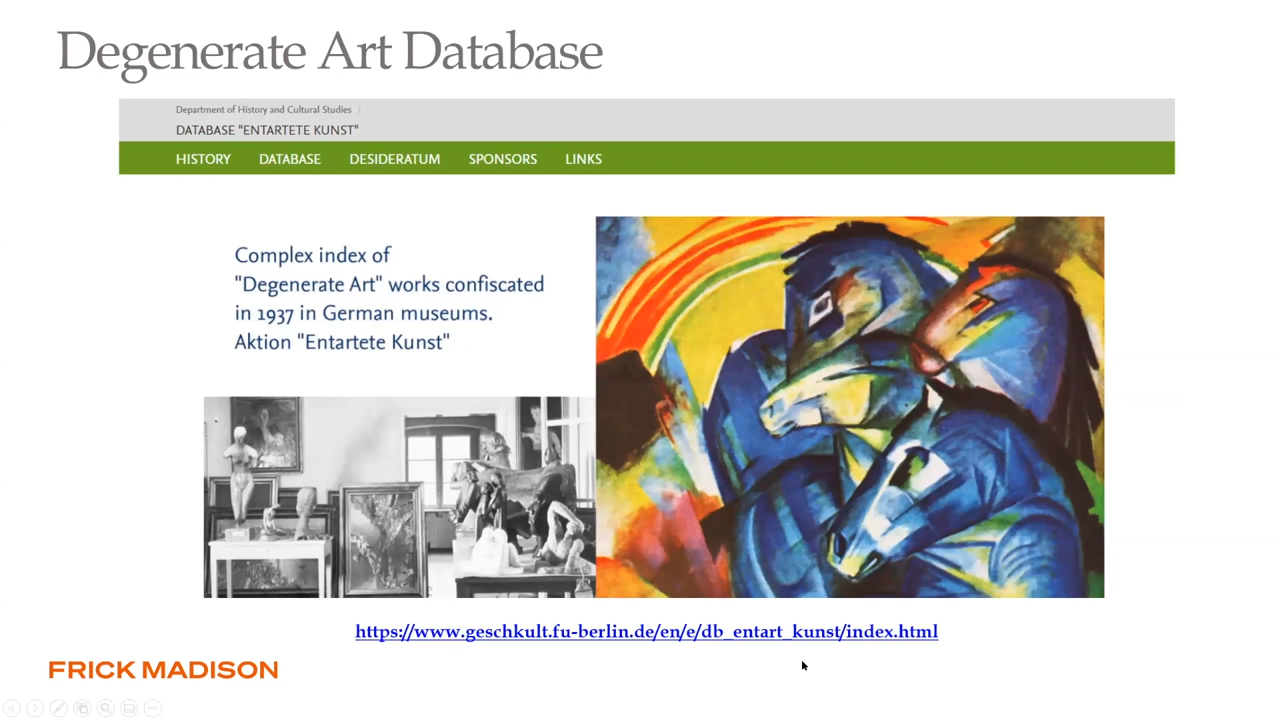 Degenerate Art Database
Department of History and Cultural Studies /
DATABASE "ENTARTETE KUNST"
HISTORY DATABASE DESIDERATUM SPONSORS LINKS
Complex index of
"Degenerate Art" works confiscated
in 1937 in German museums.
Aktion "Entartete Kunst"
https://www.geschkult.fu-berlin.de/en/e/db_entart_kunst/index.html
FRICK MADISON